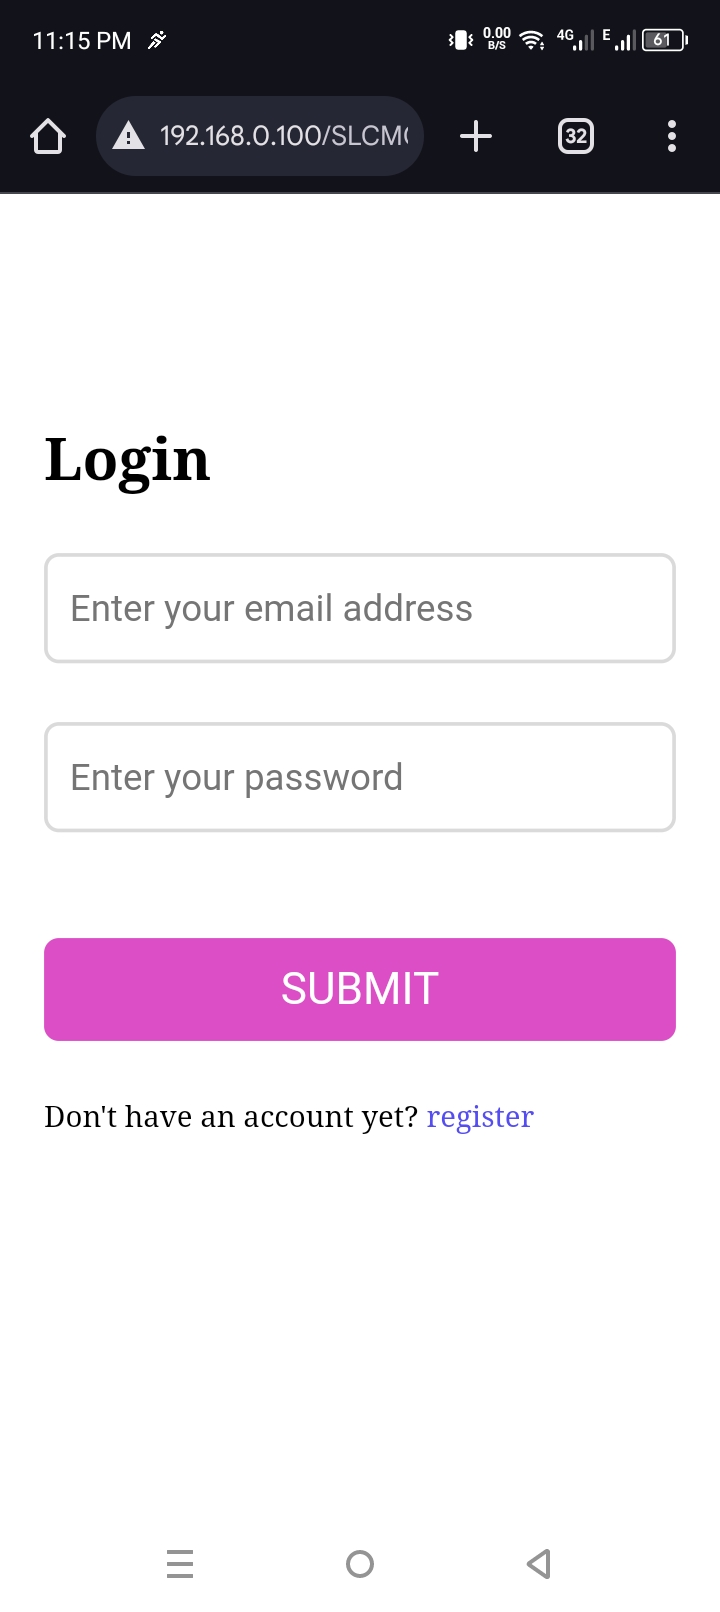 11:15 PM 0.00 B/S 4G E 61
192.168.0.100/SLCM 32
Login
Enter your email address
Enter your password
SUBMIT
Don't have an account yet? register